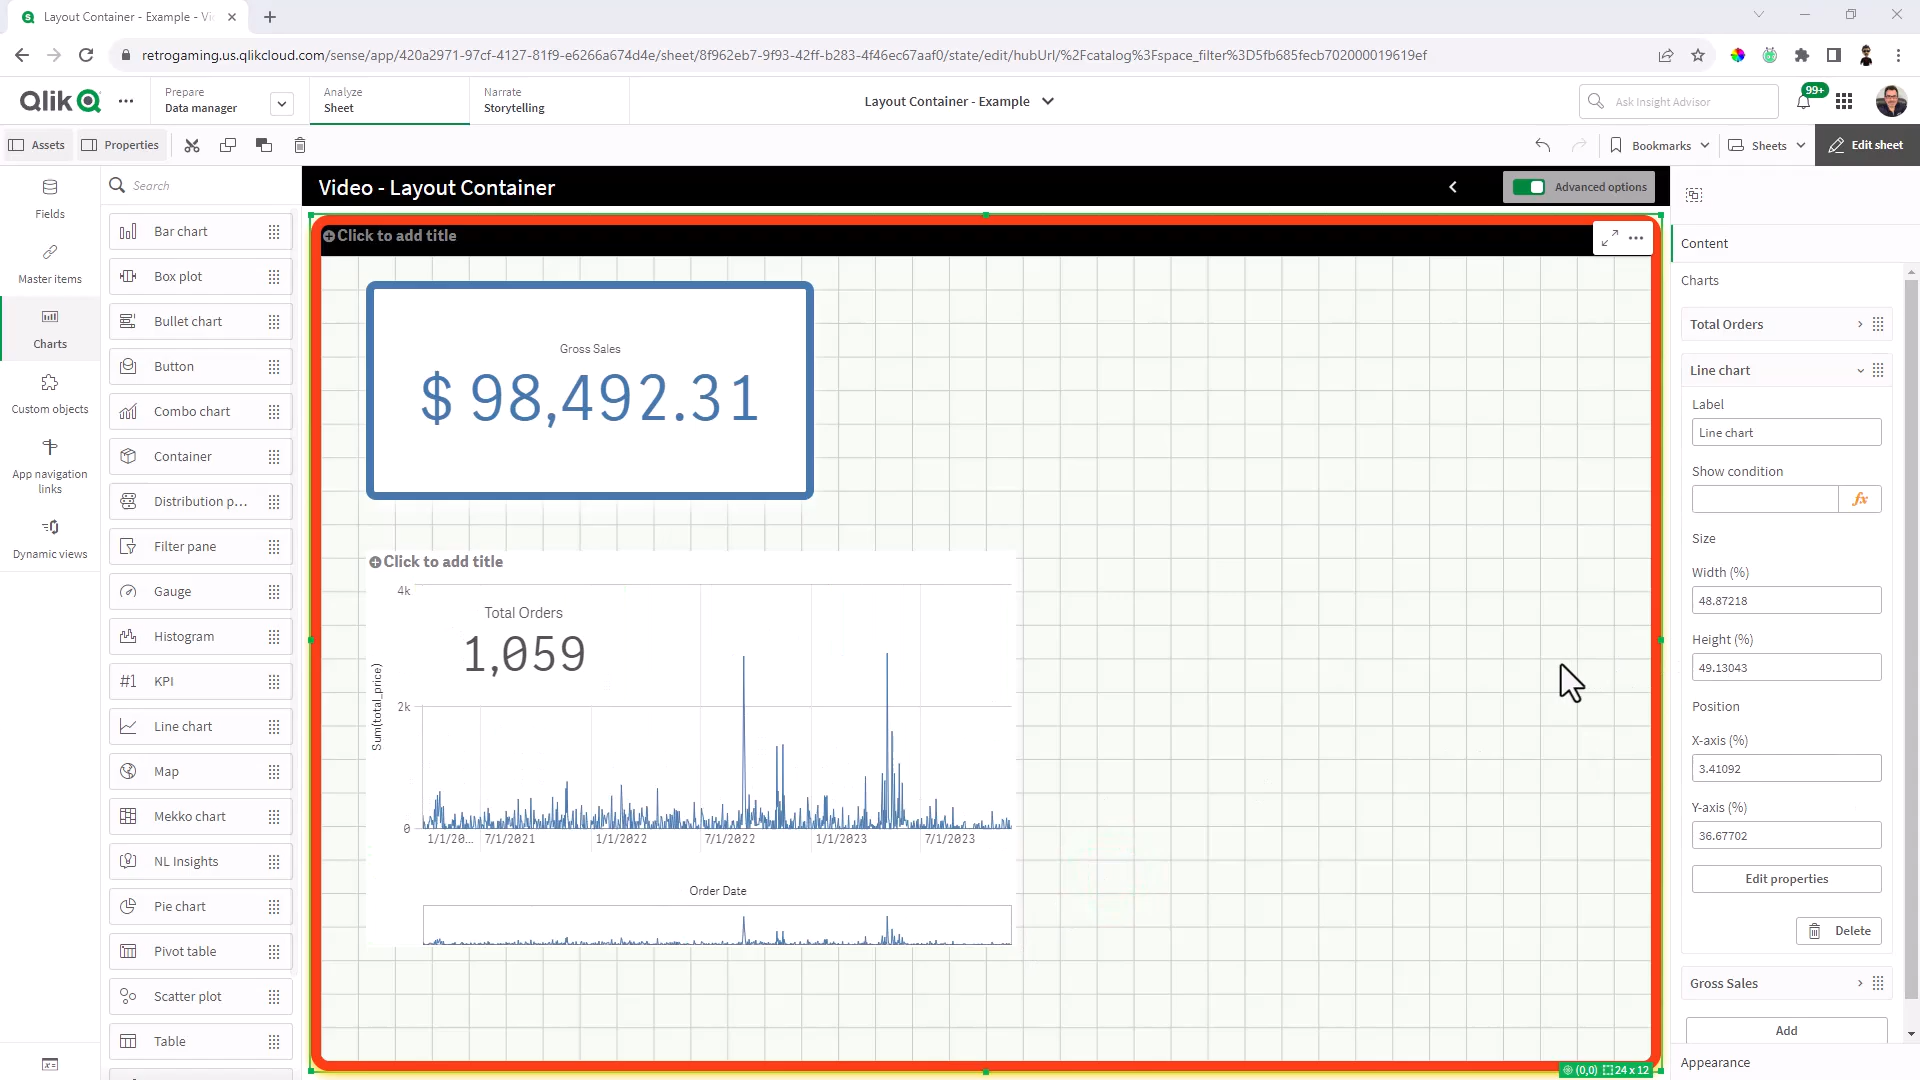 Layout Container - Example - Vi
retrogaming.us.qlikcloud.com/sense/app/420a2971-97cf-4127-81f9-e6266a674d4e/sheet/8f962eb7-9f93-42ff-b283-4f46ec67aaf0/state/edit/hubUrl/%2Fcatalog%3Fspace_filter%3D5fb685fecb702000019619ef
Qlik
Prepare
Data manager
Analyze
Sheet
Narrate
Storytelling
Layout Container - Example
Ask Insight Advisor
99+
Assets
Properties
Bookmarks
Sheets
Edit sheet
Fields
Master items
Charts
Custom objects
App navigation
links
Dynamic views
Search
Bar chart
Box plot
Bullet chart
Button
Combo chart
Container
Distribution p...
Filter pane
Gauge
Histogram
#1 KPI
Line chart
Map
Mekko chart
NL Insights
Pie chart
Pivot table
Scatter plot
Table
Video - Layout Container
Advanced options
Click to add title
Gross Sales
$ 98,492.31
Click to add title
Total Orders
1,059
Sum(total_price)
4k
2k
0
1/1/20... 7/1/2021 1/1/2022 7/1/2022 1/1/2023 7/1/2023
Order Date
(0,0) 24 x 12
Content
Charts
Total Orders
Line chart
Label
Line chart
Show condition
fx
Size
Width (%)
48.87218
Height (%)
49.13043
Position
X-axis (%)
3.41092
Y-axis (%)
36.67702
Edit properties
Delete
Gross Sales
Add
Appearance